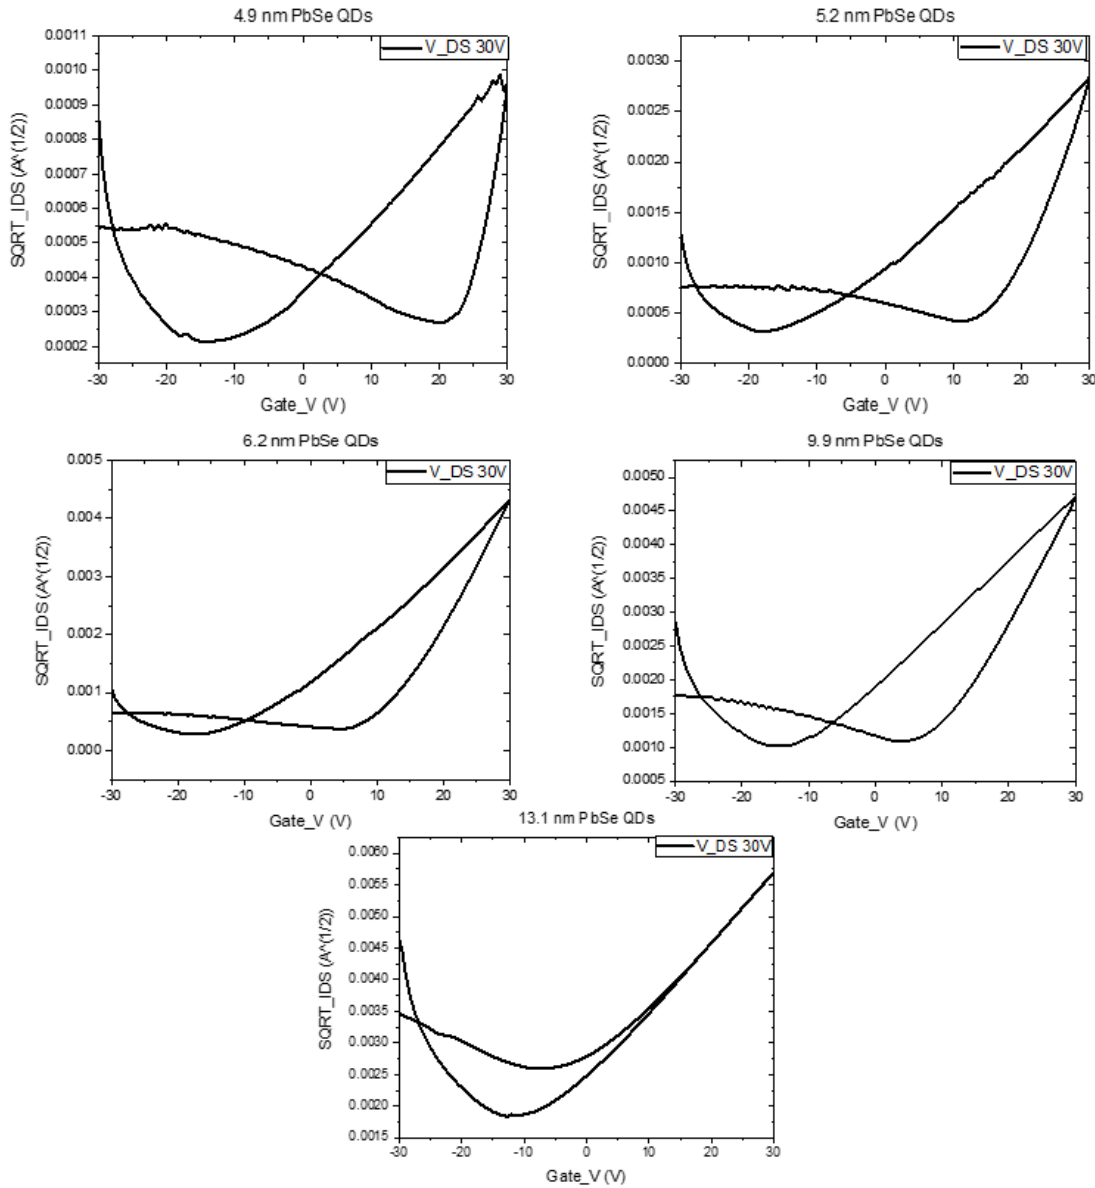 4.9 nm PbSe QDs
V_DS 30V
0.0011
0.0010
0.0009
0.0008
0.0007
0.0006
0.0005
0.0004
0.0003
0.0002
SQRT_IDS (A^(1/2))
-30 -20 -10 0 10 20 30
Gate_V (V)
5.2 nm PbSe QDs
V_DS 30V
0.0030
0.0025
0.0020
0.0015
0.0010
0.0005
0.0000
SQRT_IDS (A^(1/2))
-30 -20 -10 0 10 20 30
Gate_V (V)
6.2 nm PbSe QDs
V_DS 30V
0.005
0.004
0.003
0.002
0.001
0.000
SQRT_IDS (A^(1/2))
-30 -20 -10 0 10 20 30
Gate_V (V)
9.9 nm PbSe QDs
V_DS 30V
0.0050
0.0045
0.0040
0.0035
0.0030
0.0025
0.0020
0.0015
0.0010
0.0005
SQRT_IDS (A^(1/2))
-30 -20 -10 0 10 20 30
Gate_V (V)
13.1 nm PbSe QDs
V_DS 30V
0.0060
0.0055
0.0050
0.0045
0.0040
0.0035
0.0030
0.0025
0.0020
0.0015
SQRT_IDS (A^(1/2))
-30 -20 -10 0 10 20 30
Gate_V (V)